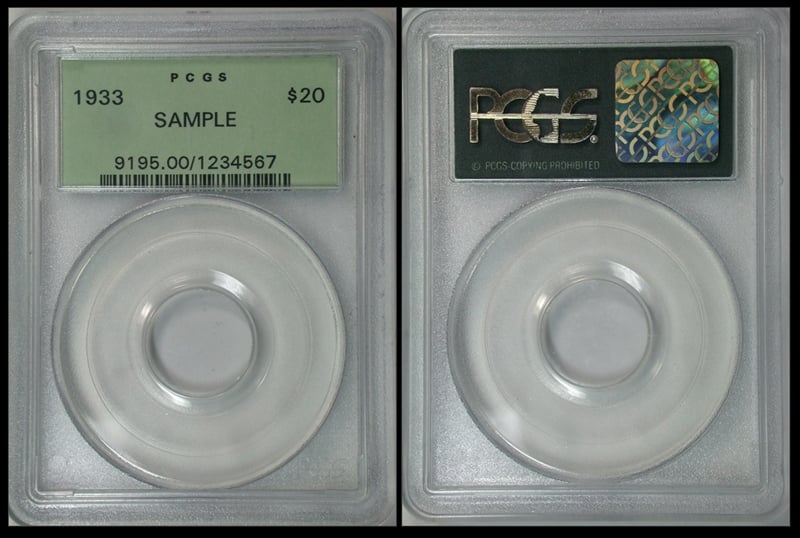 PCGS
1933 $20
SAMPLE
9195.00/1234567
PCGS®
© PCGS-COPYING PROHIBITED